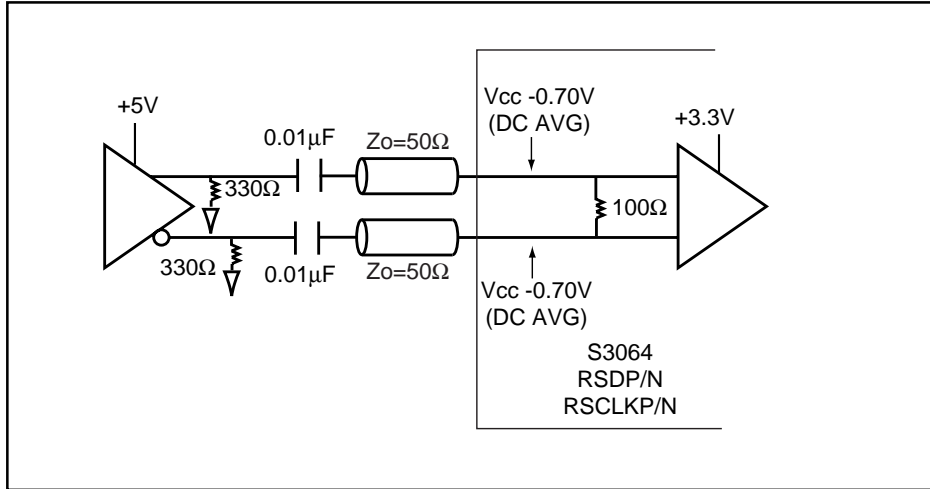 +5V
0.01µF
Zo=50Ω
Vcc -0.70V
(DC AVG)
+3.3V
330Ω
100Ω
330Ω
0.01µF
Zo=50Ω
Vcc -0.70V
(DC AVG)
S3064
RSDP/N
RSCLKP/N